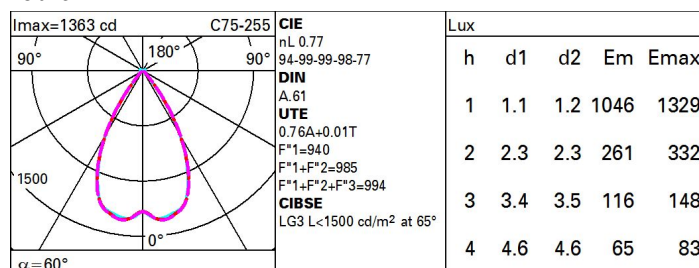 Imax=1363 cd C75-255
90° 180° 90°
1500
0°
α=60°
CIE
nL 0.77
94-99-99-98-77
DIN
A.61
UTE
0.76A+0.01T
F"1=940
F"1+F"2=985
F"1+F"2+F"3=994
CIBSE
LG3 L<1500 cd/m² at 65°
Lux
h d1 d2 Em Emax
1 1.1 1.2 1046 1329
2 2.3 2.3 261 332
3 3.4 3.5 116 148
4 4.6 4.6 65 83